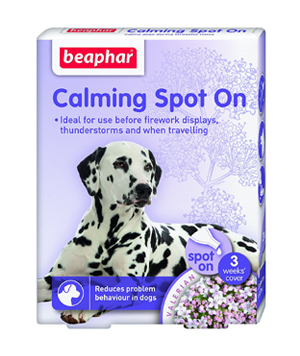 beaphar
Calming Spot On
• Ideal for use before firework displays,
thunderstorms and when travelling
spot
on
3
weeks'
cover
VALERIAN
Reduces problem
behaviour in dogs